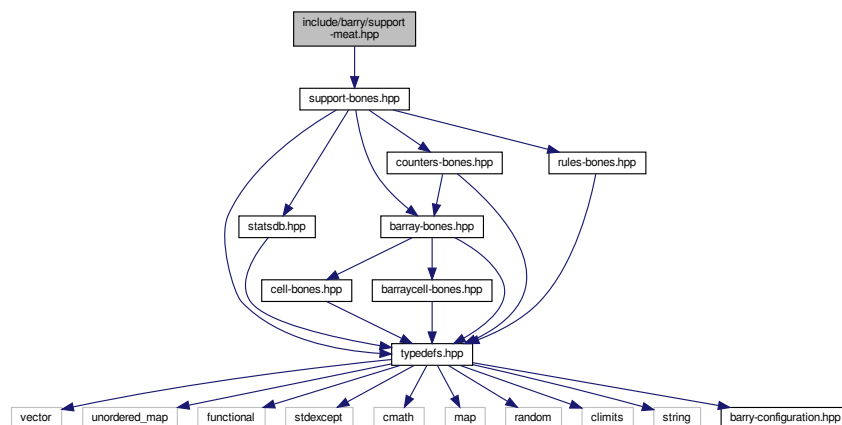 include/barry/support
-meat.hpp
support-bones.hpp
counters-bones.hpp
rules-bones.hpp
statsdb.hpp
barray-bones.hpp
cell-bones.hpp
barraycell-bones.hpp
typedefs.hpp
vector
unordered_map
functional
stdexcept
cmath
map
random
climits
string
barry-configuration.hpp